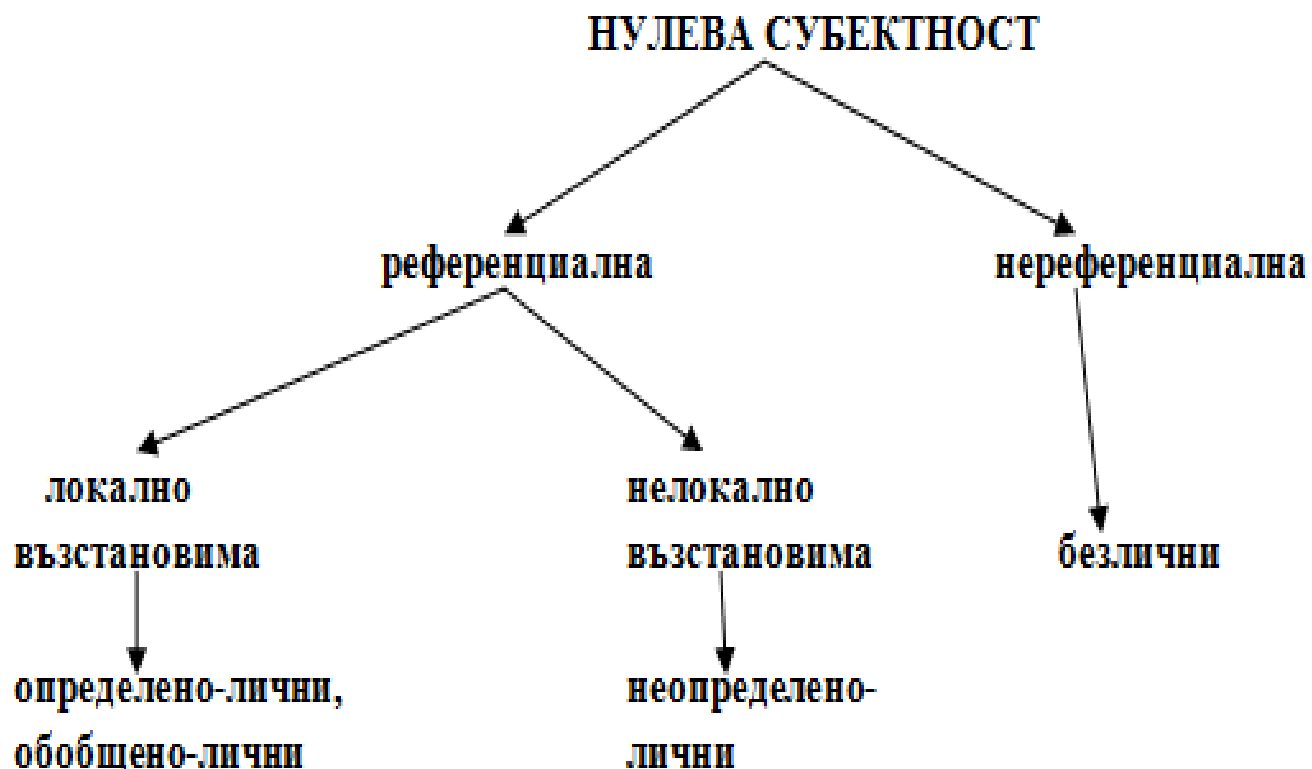 НУЛЕВА СУБЕКТНОСТ
референциална
нереференциална
локално
възстановима
нелокално
възстановима
безлични
определено-лични,
обобщено-лични
неопределено-
лични